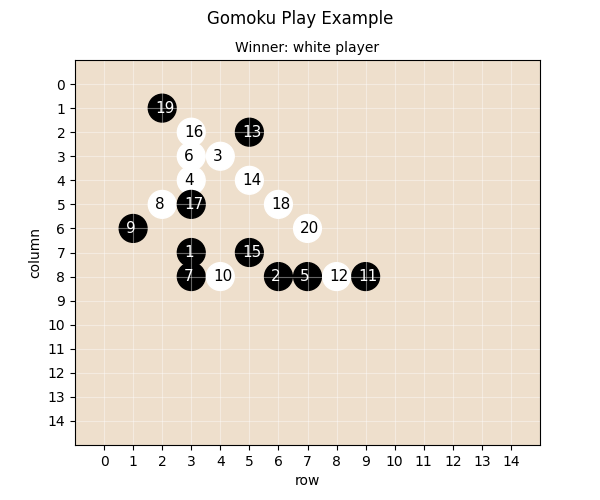 Gomoku Play Example
Winner: white player
0
1 19
2 16 13
3 6 3
4 4 14
5 8 17 18
6 9 20
7 1 15
8 7 10 2 5 12 11
9
10
11
12
13
14
column
0 1 2 3 4 5 6 7 8 9 10 11 12 13 14
row